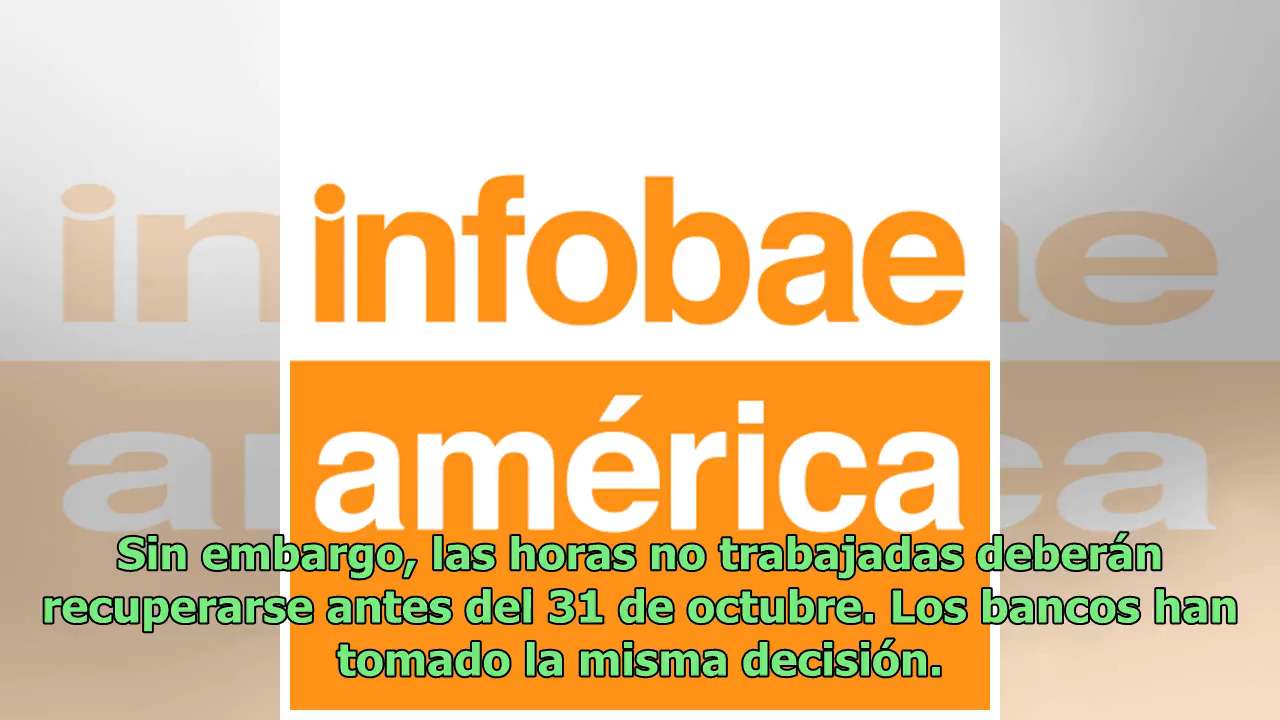 infobae
américa
Sin embargo, las horas no trabajadas deberán
recuperarse antes del 31 de octubre. Los bancos han
tomado la misma decisión.